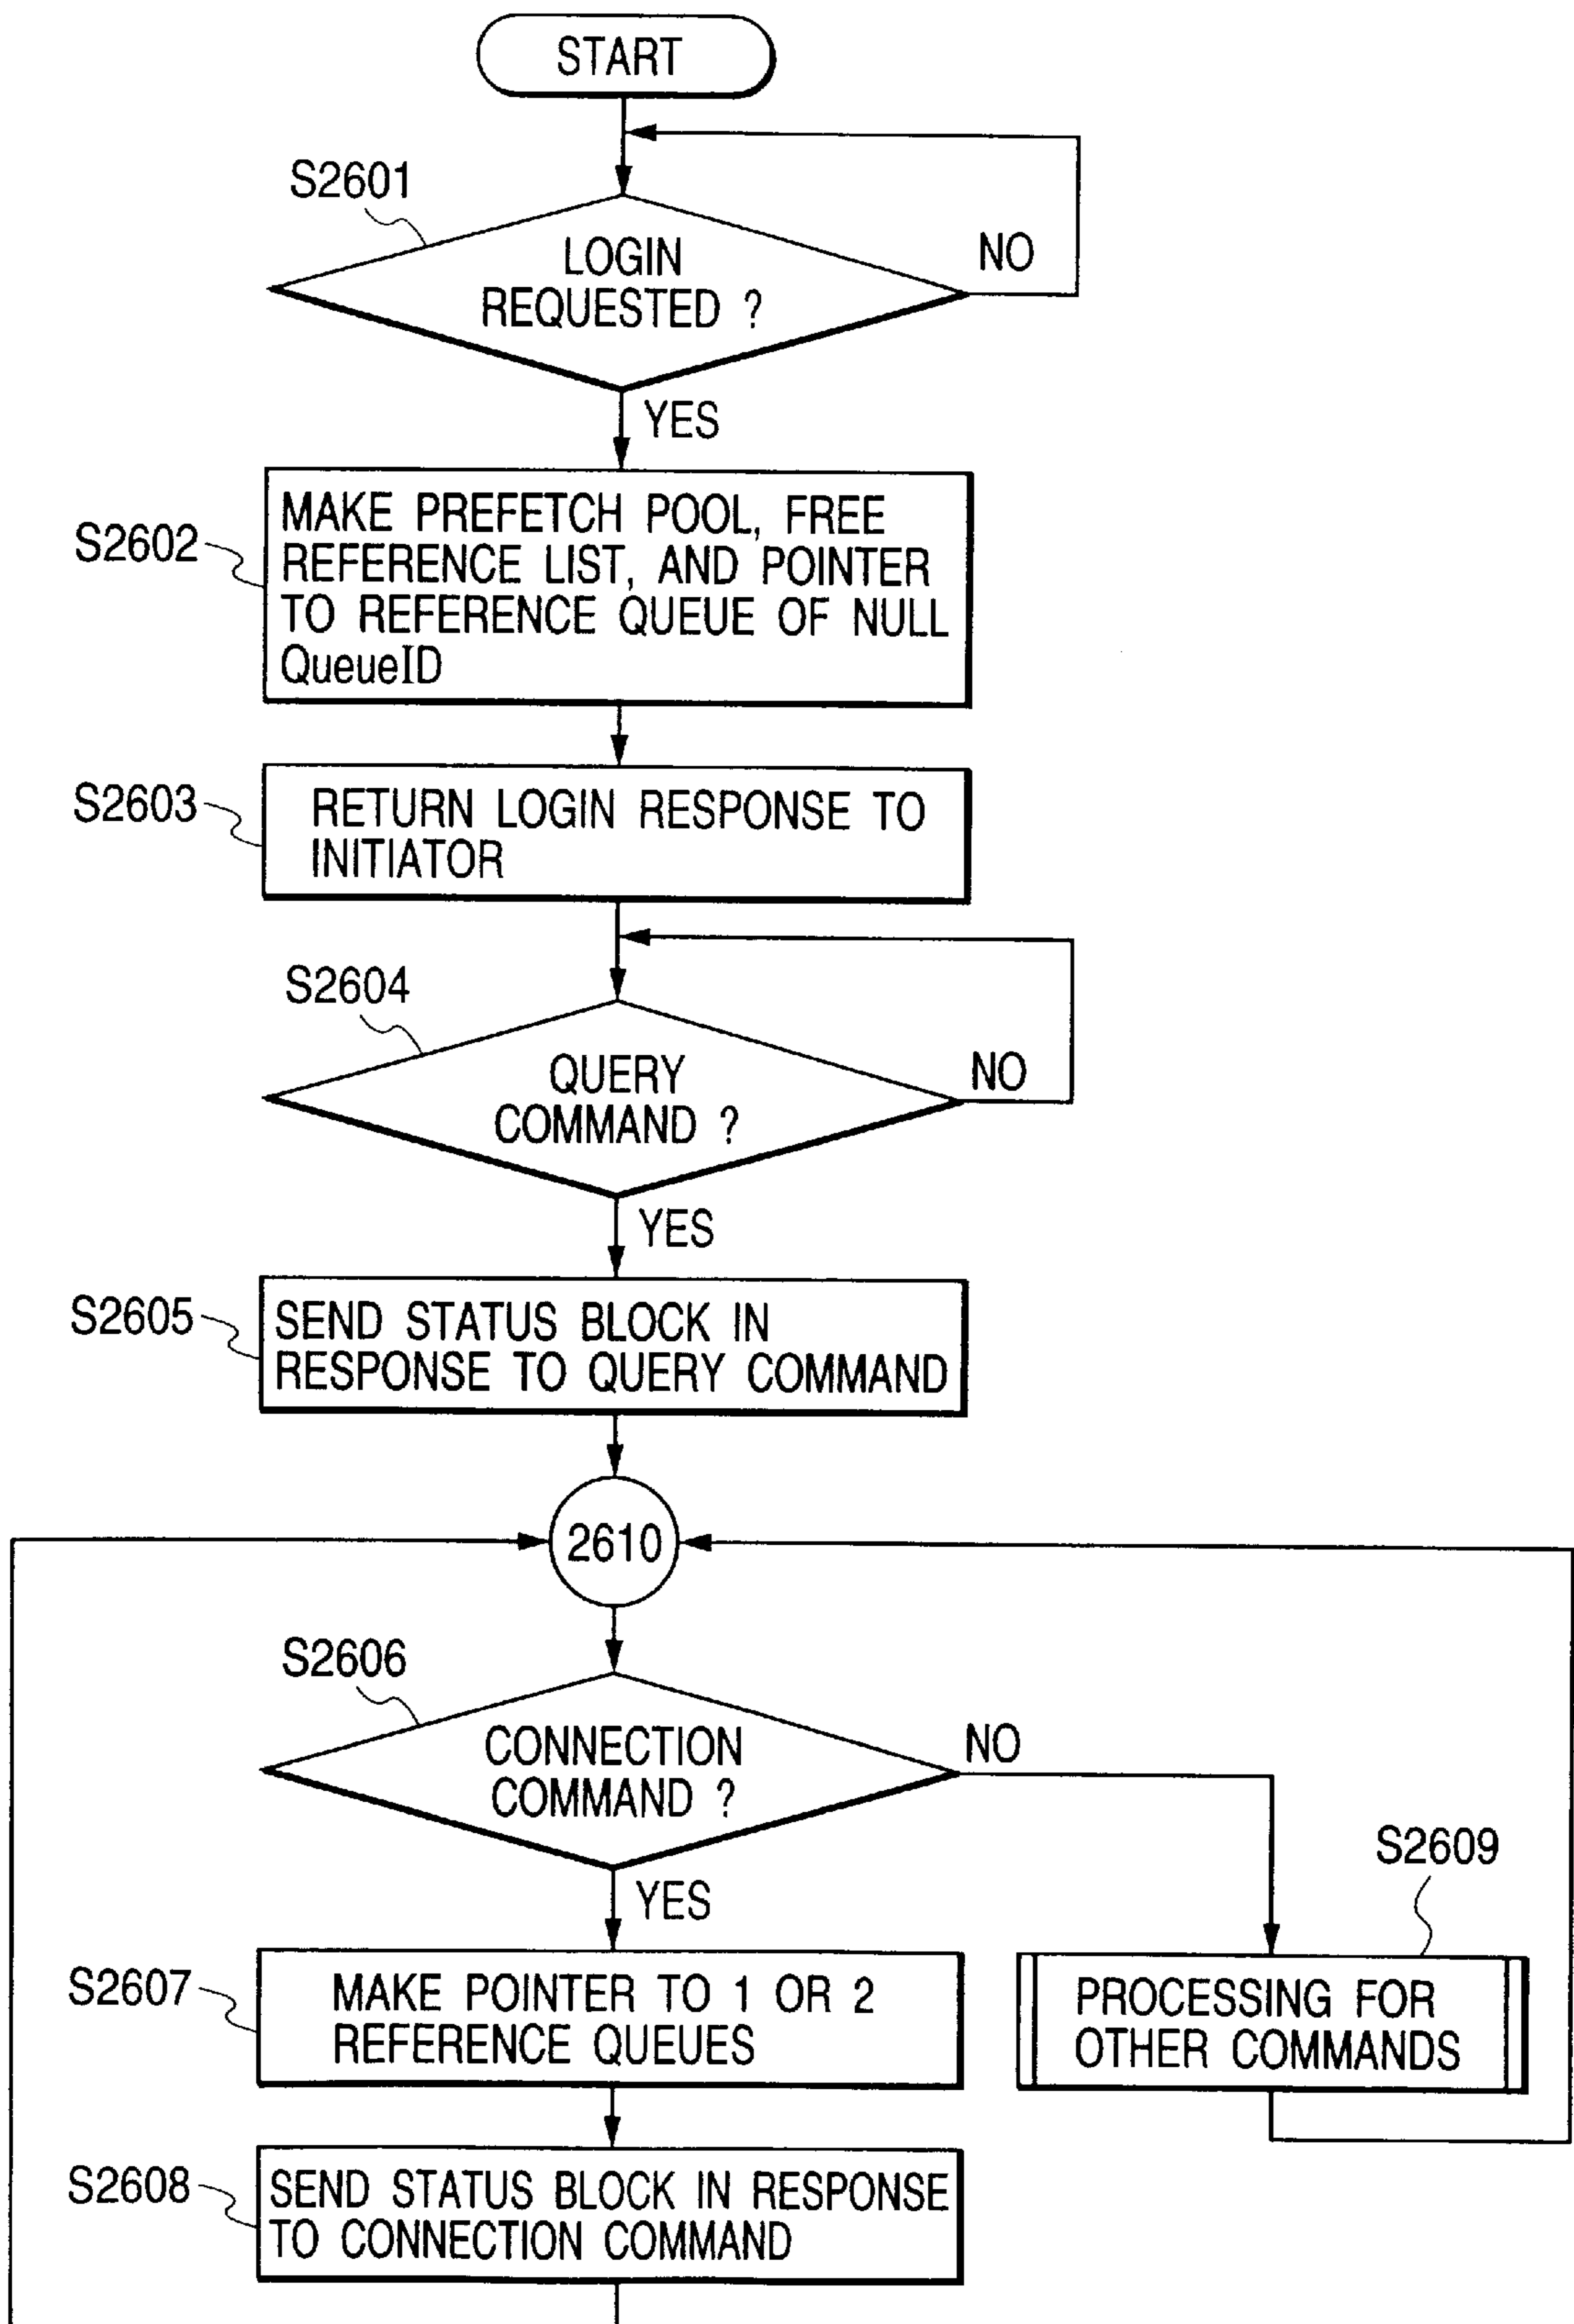 START
S2601
LOGIN
REQUESTED ?
NO
YES
S2602
MAKE PREFETCH POOL, FREE
REFERENCE LIST, AND POINTER
TO REFERENCE QUEUE OF NULL
QueueID
S2603
RETURN LOGIN RESPONSE TO
INITIATOR
S2604
QUERY
COMMAND ?
NO
YES
S2605
SEND STATUS BLOCK IN
RESPONSE TO QUERY COMMAND
2610
S2606
CONNECTION
COMMAND ?
NO
YES
S2609
PROCESSING FOR
OTHER COMMANDS
S2607
MAKE POINTER TO 1 OR 2
REFERENCE QUEUES
S2608
SEND STATUS BLOCK IN RESPONSE
TO CONNECTION COMMAND